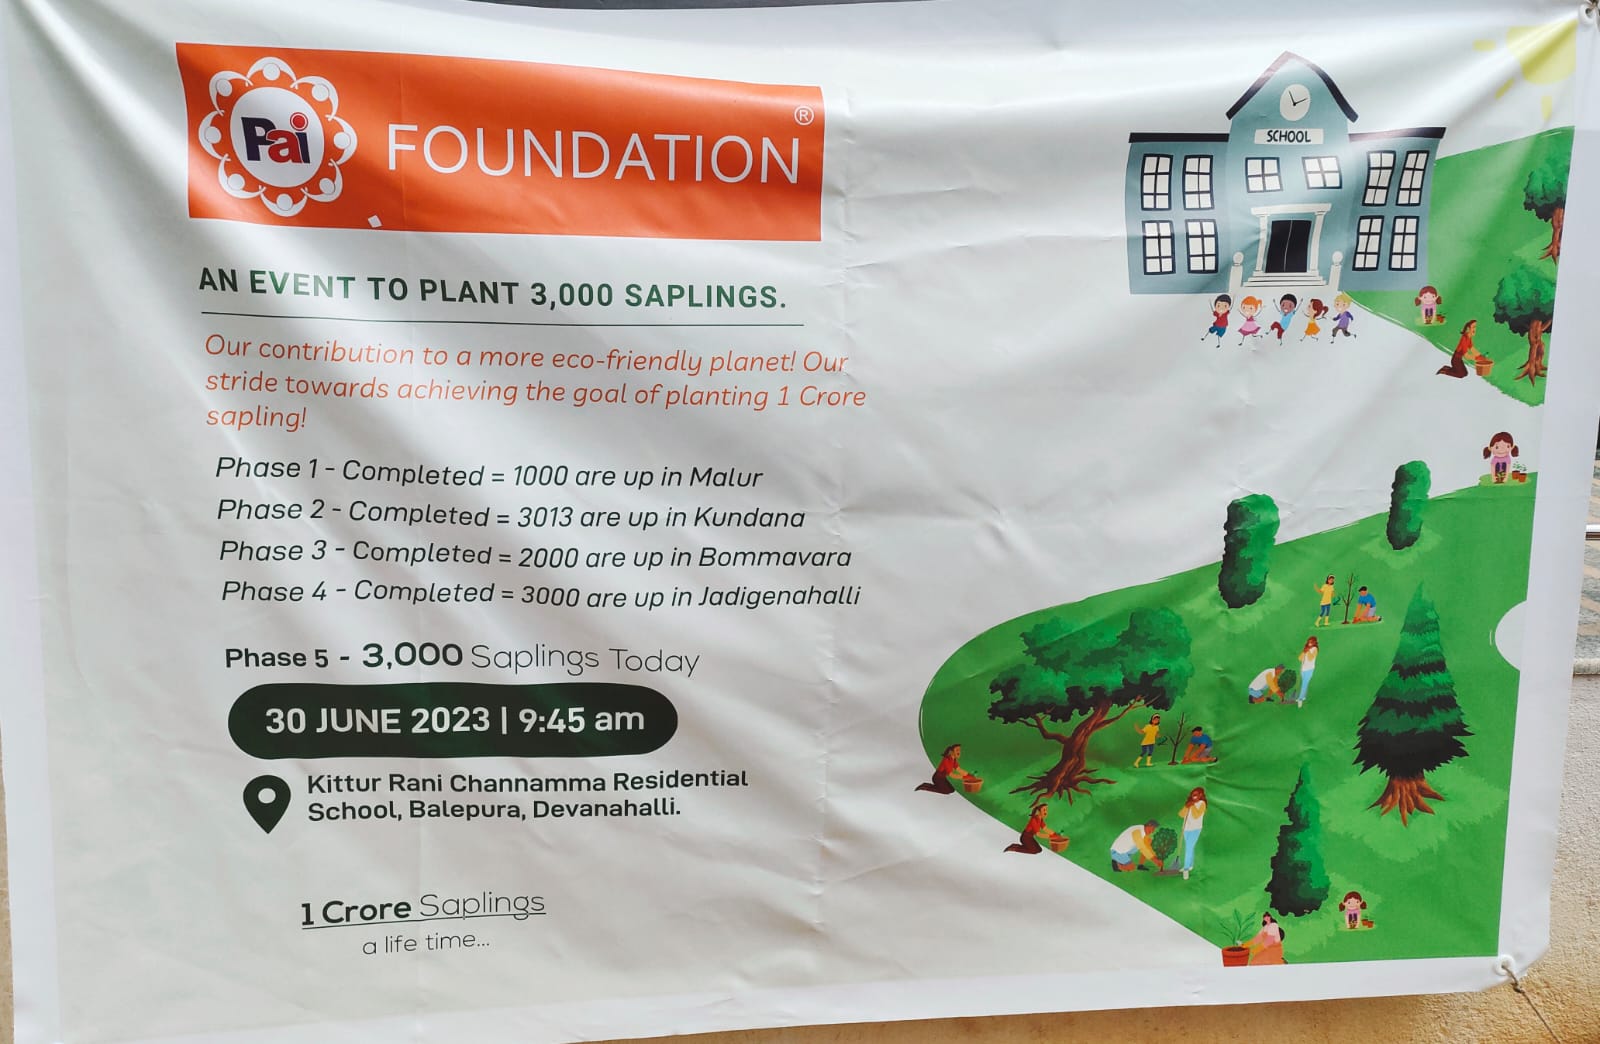 Pai FOUNDATION ®
SCHOOL
AN EVENT TO PLANT 3,000 SAPLINGS.
Our contribution to a more eco-friendly planet! Our
stride towards achieving the goal of planting 1 Crore
sapling!
Phase 1 - Completed = 1000 are up in Malur
Phase 2 - Completed = 3013 are up in Kundana
Phase 3 - Completed = 2000 are up in Bommavara
Phase 4 - Completed = 3000 are up in Jadigenahalli
Phase 5 - 3,000 Saplings Today
30 JUNE 2023 | 9:45 am
Kittur Rani Channamma Residential
School, Balepura, Devanahalli.
1 Crore Saplings
a life time...